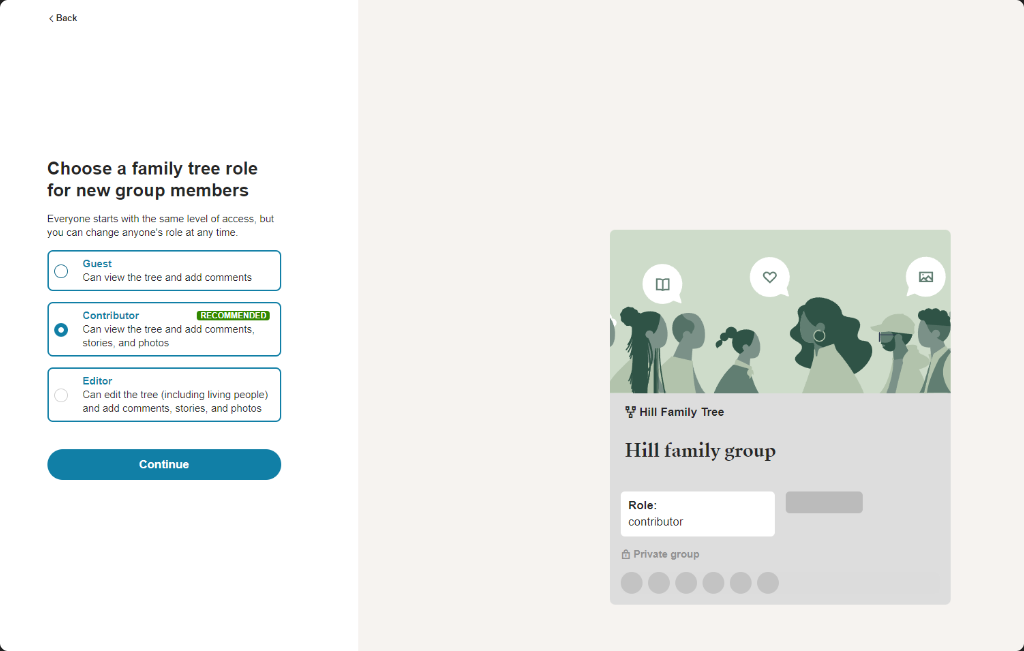 Back
Choose a family tree role
for new group members
Everyone starts with the same level of access, but
you can change anyone's role at any time.
Guest
Can view the tree and add comments
Contributor RECOMMENDED
Can view the tree and add comments,
stories, and photos
Editor
Can edit the tree (including living people)
and add comments, stories, and photos
Continue
Hill Family Tree
Hill family group
Role:
contributor
Private group